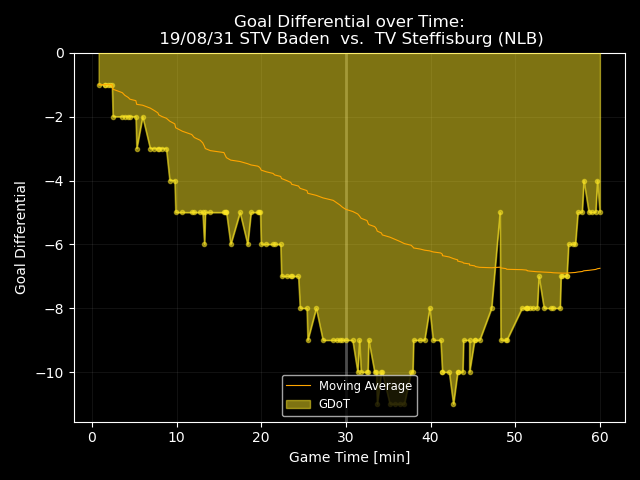 Goal Differential over Time:
19/08/31 STV Baden  vs.  TV Steffisburg (NLB)
0
−2
−4
−6
−8
−10
Goal Differential
Moving Average
GDoT
0 10 20 30 40 50 60
Game Time [min]